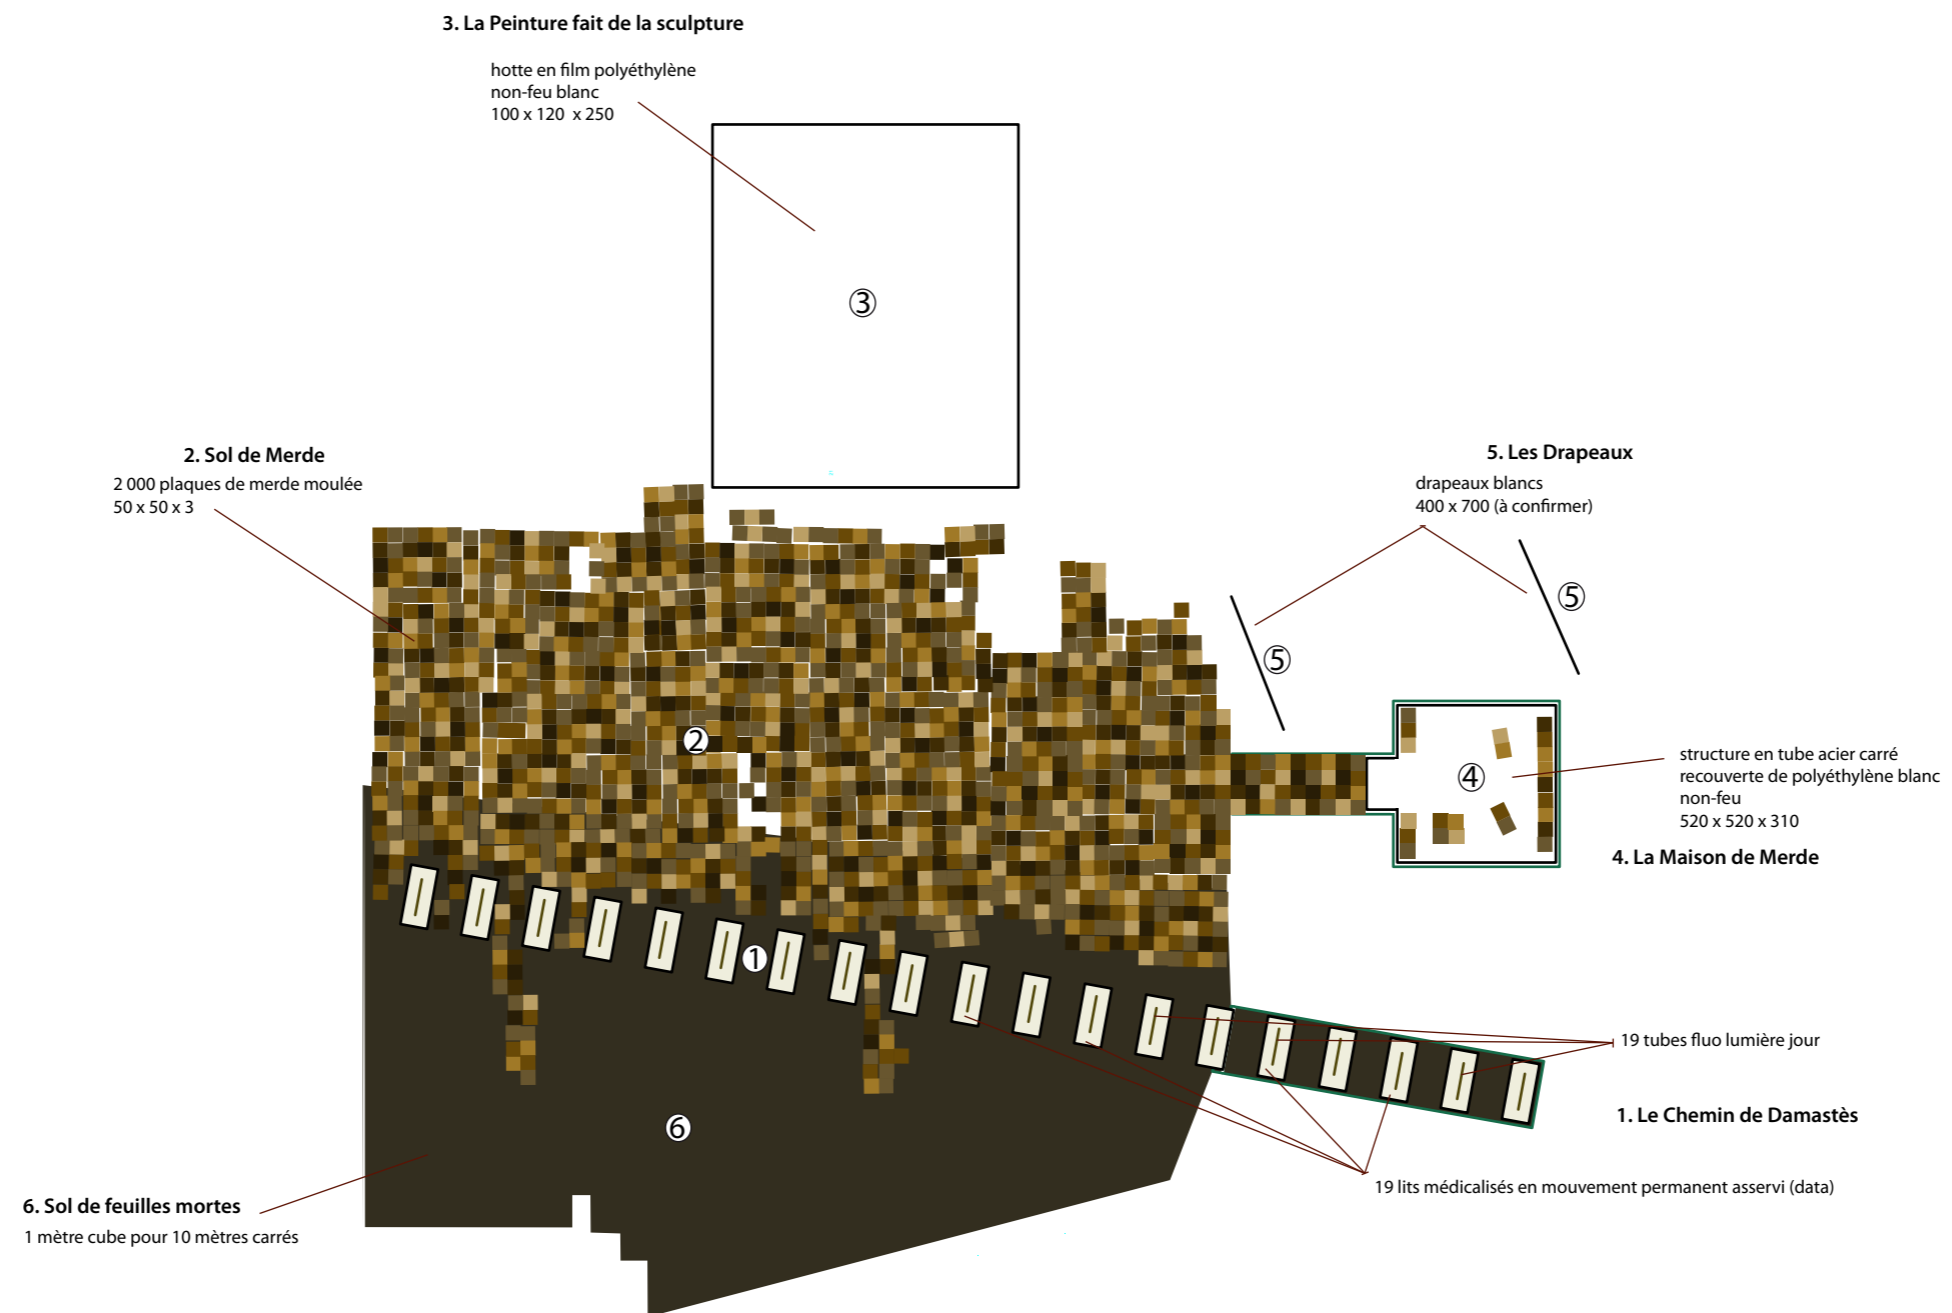 3. La Peinture fait de la sculpture
hotte en film polyéthylène
non-feu blanc
100 x 120 x 250
③
2. Sol de Merde
2 000 plaques de merde moulée
50 x 50 x 3
5. Les Drapeaux
drapeaux blancs
400 x 700 (à confirmer)
⑤
⑤
②
④
structure en tube acier carré
recouverte de polyéthylène blanc
non-feu
520 x 520 x 310
4. La Maison de Merde
①
19 tubes fluo lumière jour
1. Le Chemin de Damastès
⑥
19 lits médicalisés en mouvement permanent asservi (data)
6. Sol de feuilles mortes
1 mètre cube pour 10 mètres carrés